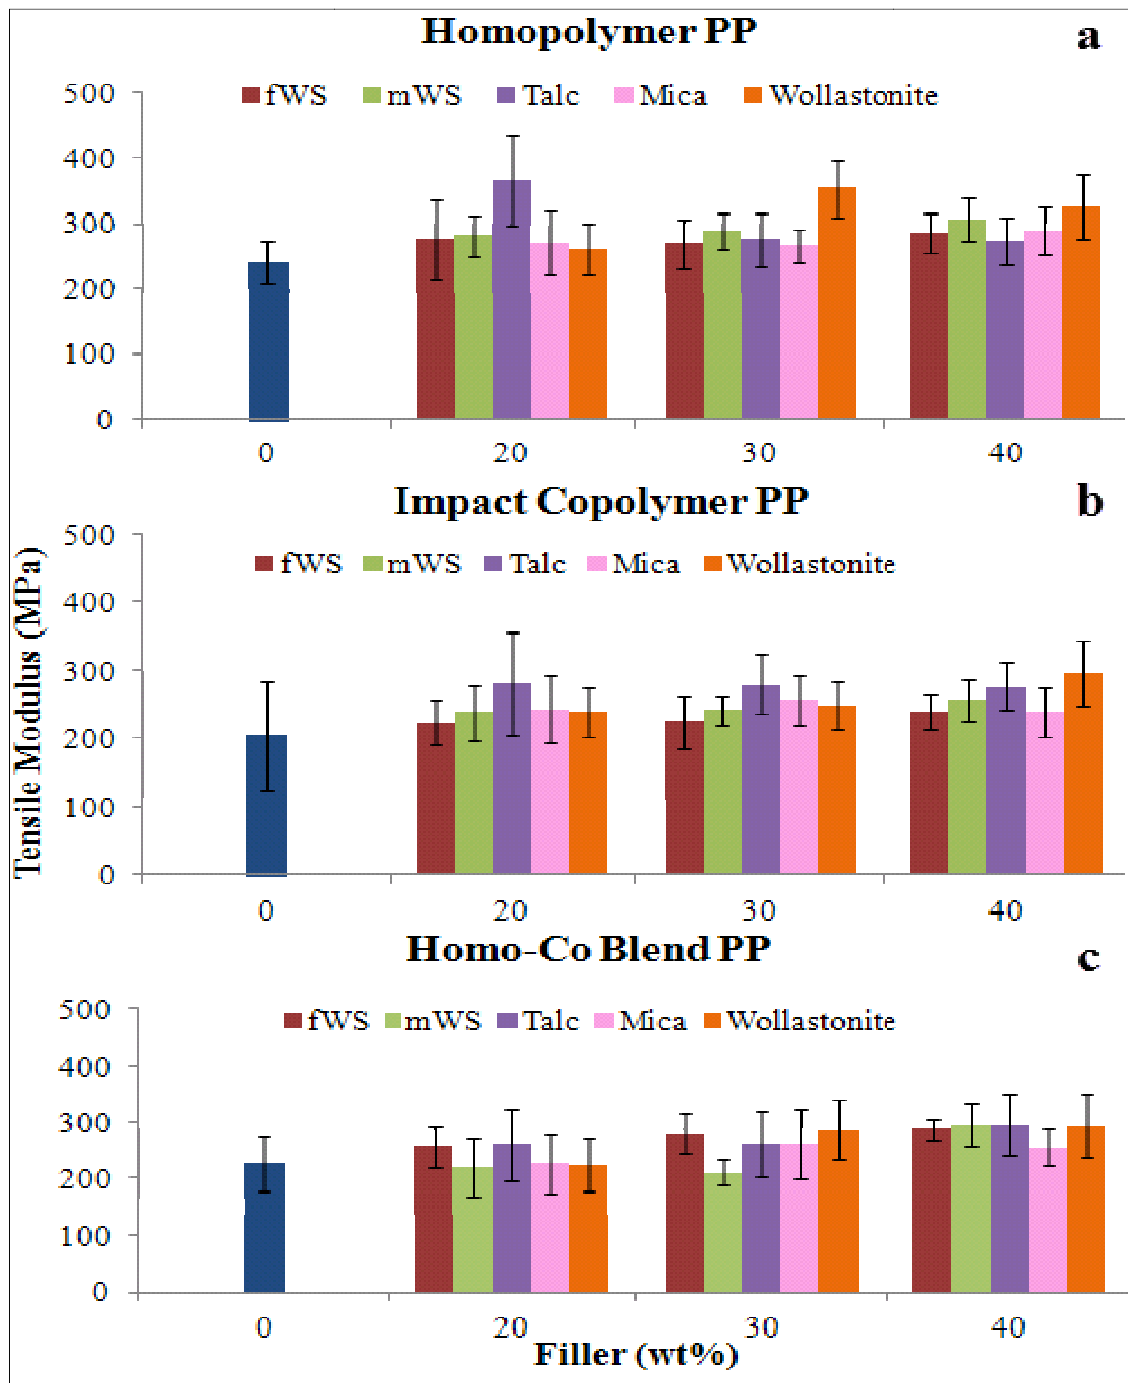 Homopolymer PP a
500 fWS mWS Talc Mica Wollastonite
400
300
200
100
0
0 20 30 40
Impact Copolymer PP b
500
fWS mWS Talc Mica Wollastonite
400
300
200
100
0
0 20 30 40
Tensile Modulus (MPa)
Homo-Co Blend PP c
500 fWS mWS Talc Mica Wollastonite
400
300
200
100
0
0 20 30 40
Filler (wt%)